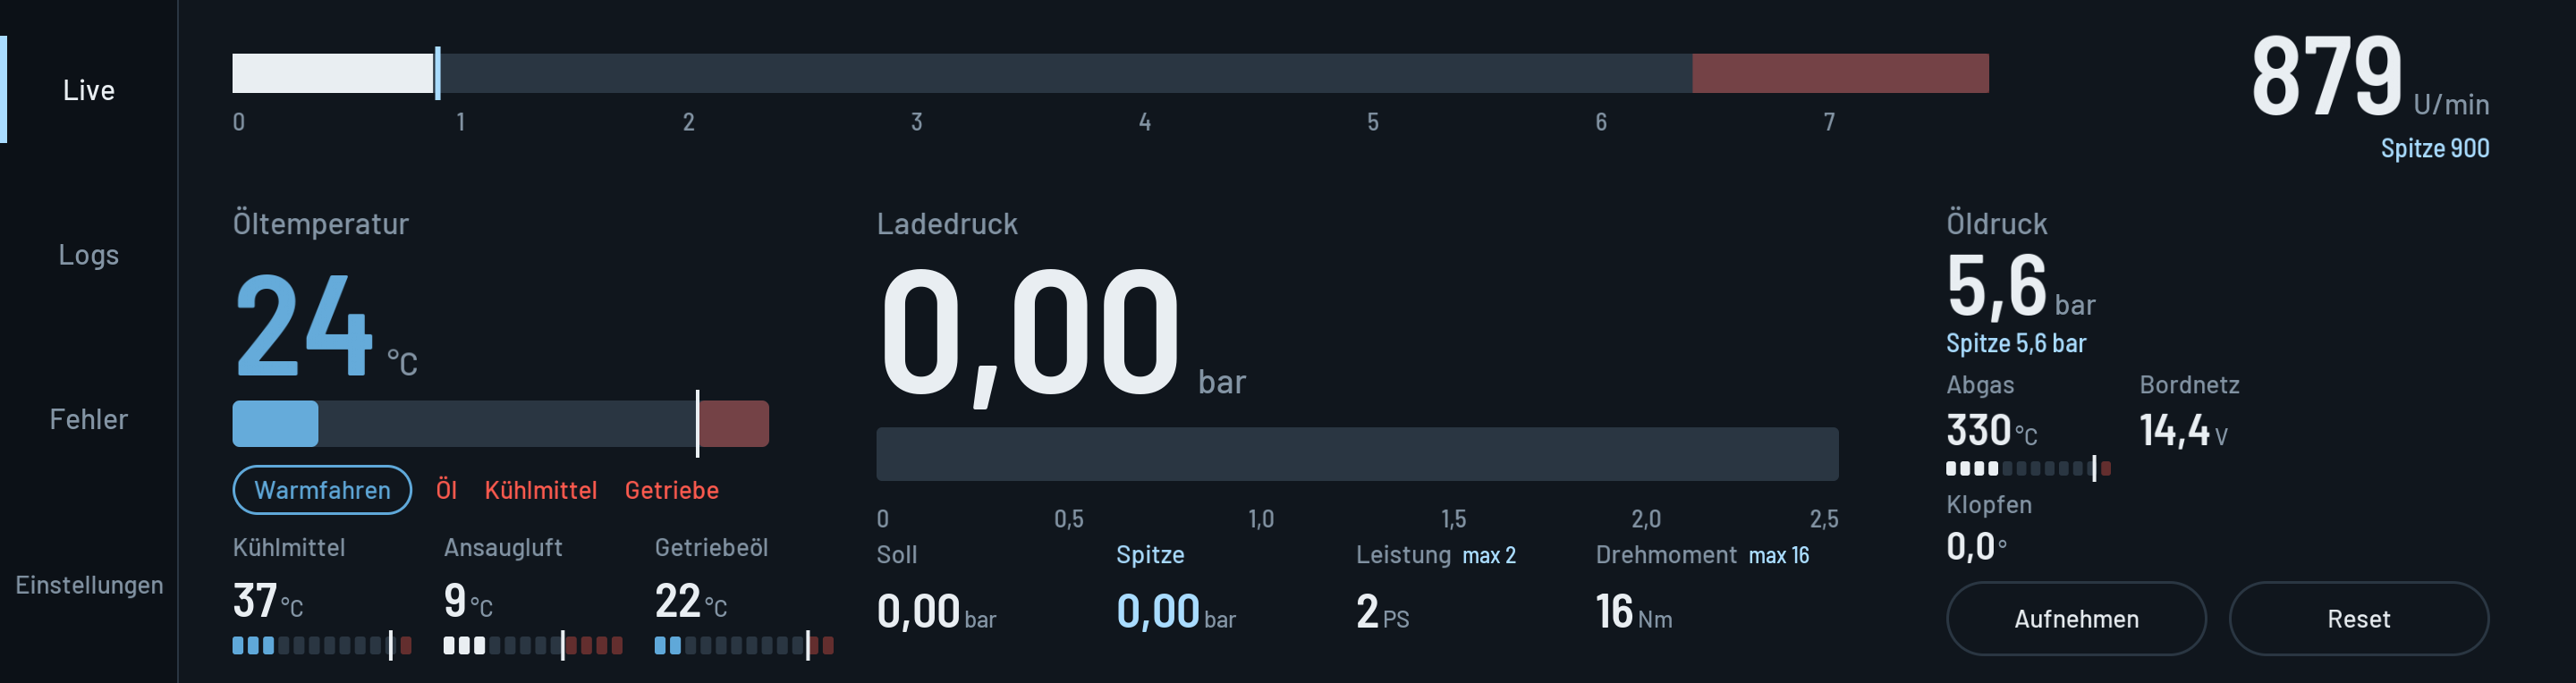 Live
Logs
Fehler
Einstellungen
0 1 2 3 4 5 6 7
879 U/min
Spitze 900
Öltemperatur
24 °C
Warmfahren Öl Kühlmittel Getriebe
Kühlmittel Ansaugluft Getriebeöl
37 °C 9 °C 22 °C
Ladedruck
0,00 bar
0 0,5 1,0 1,5 2,0 2,5
Soll Spitze Leistung max 2 Drehmoment max 16
0,00 bar 0,00 bar 2 PS 16 Nm
Öldruck
5,6 bar
Spitze 5,6 bar
Abgas Bordnetz
330 °C 14,4 V
Klopfen
0,0 °
Aufnehmen Reset